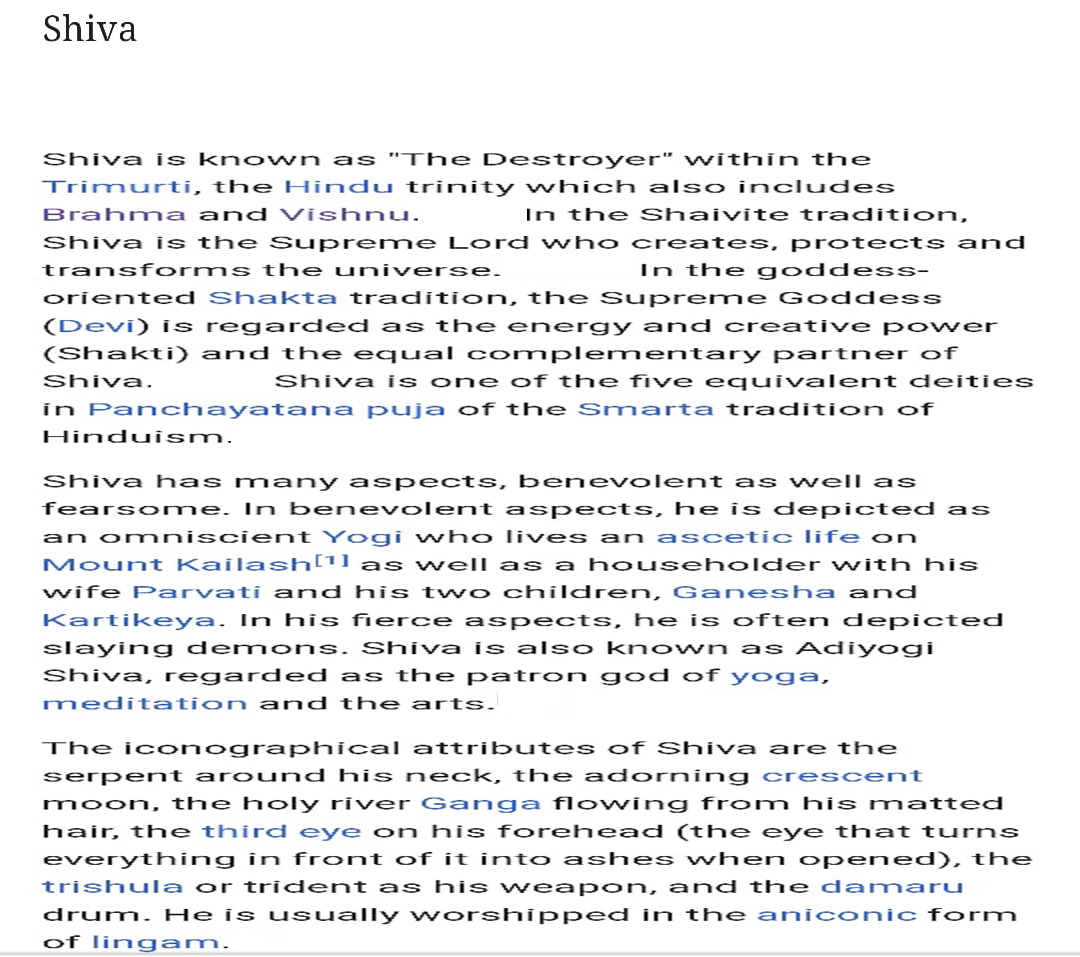 Shiva
Shiva is known as "The Destroyer" within the
Trimurti, the Hindu trinity which also includes
Brahma and Vishnu. In the Shaivite tradition,
Shiva is the Supreme Lord who creates, protects and
transforms the universe. In the goddess-
oriented Shakta tradition, the Supreme Goddess
(Devi) is regarded as the energy and creative power
(Shakti) and the equal complementary partner of
Shiva. Shiva is one of the five equivalent deities
in Panchayatana puja of the Smarta tradition of
Hinduism.
Shiva has many aspects, benevolent as well as
fearsome. In benevolent aspects, he is depicted as
an omniscient Yogi who lives an ascetic life on
Mount Kailash[1] as well as a householder with his
wife Parvati and his two children, Ganesha and
Kartikeya. In his fierce aspects, he is often depicted
slaying demons. Shiva is also known as Adiyogi
Shiva, regarded as the patron god of yoga,
meditation and the arts.
The iconographical attributes of Shiva are the
serpent around his neck, the adorning crescent
moon, the holy river Ganga flowing from his matted
hair, the third eye on his forehead (the eye that turns
everything in front of it into ashes when opened), the
trishula or trident as his weapon, and the damaru
drum. He is usually worshipped in the aniconic form
of lingam.